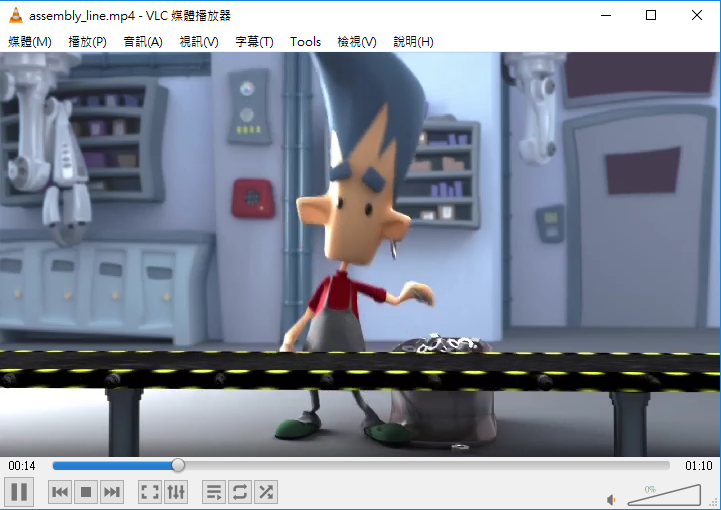 assembly_line.mp4 - VLC 媒體播放器
媒體(M) 播放(P) 音訊(A) 視訊(V) 字幕(T) Tools 檢視(V) 說明(H)
00:14 01:10
0%